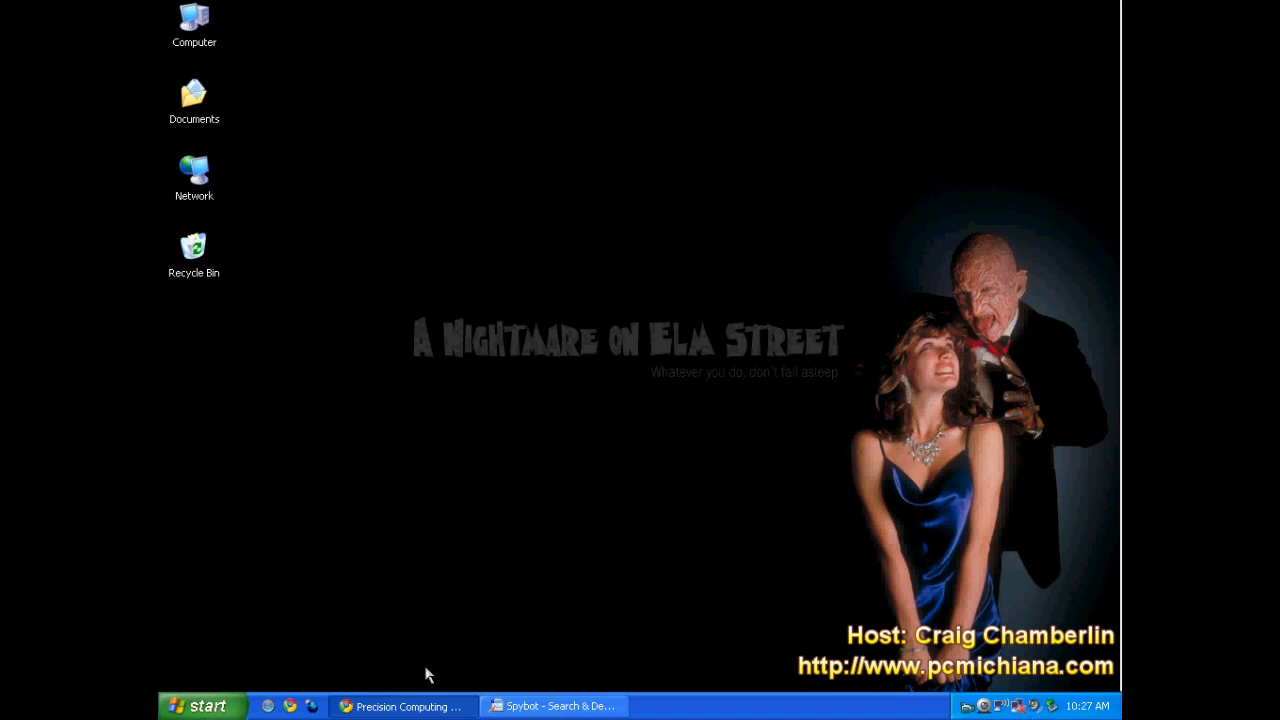 Computer
Documents
Network
Recycle Bin
A NIGHTMARE ON ELM STREET
Whatever you do, don't fall asleep
Host: Craig Chamberlin
http://www.pcmichiana.com
start
Precision Computing ...
Spybot - Search & De...
10:27 AM